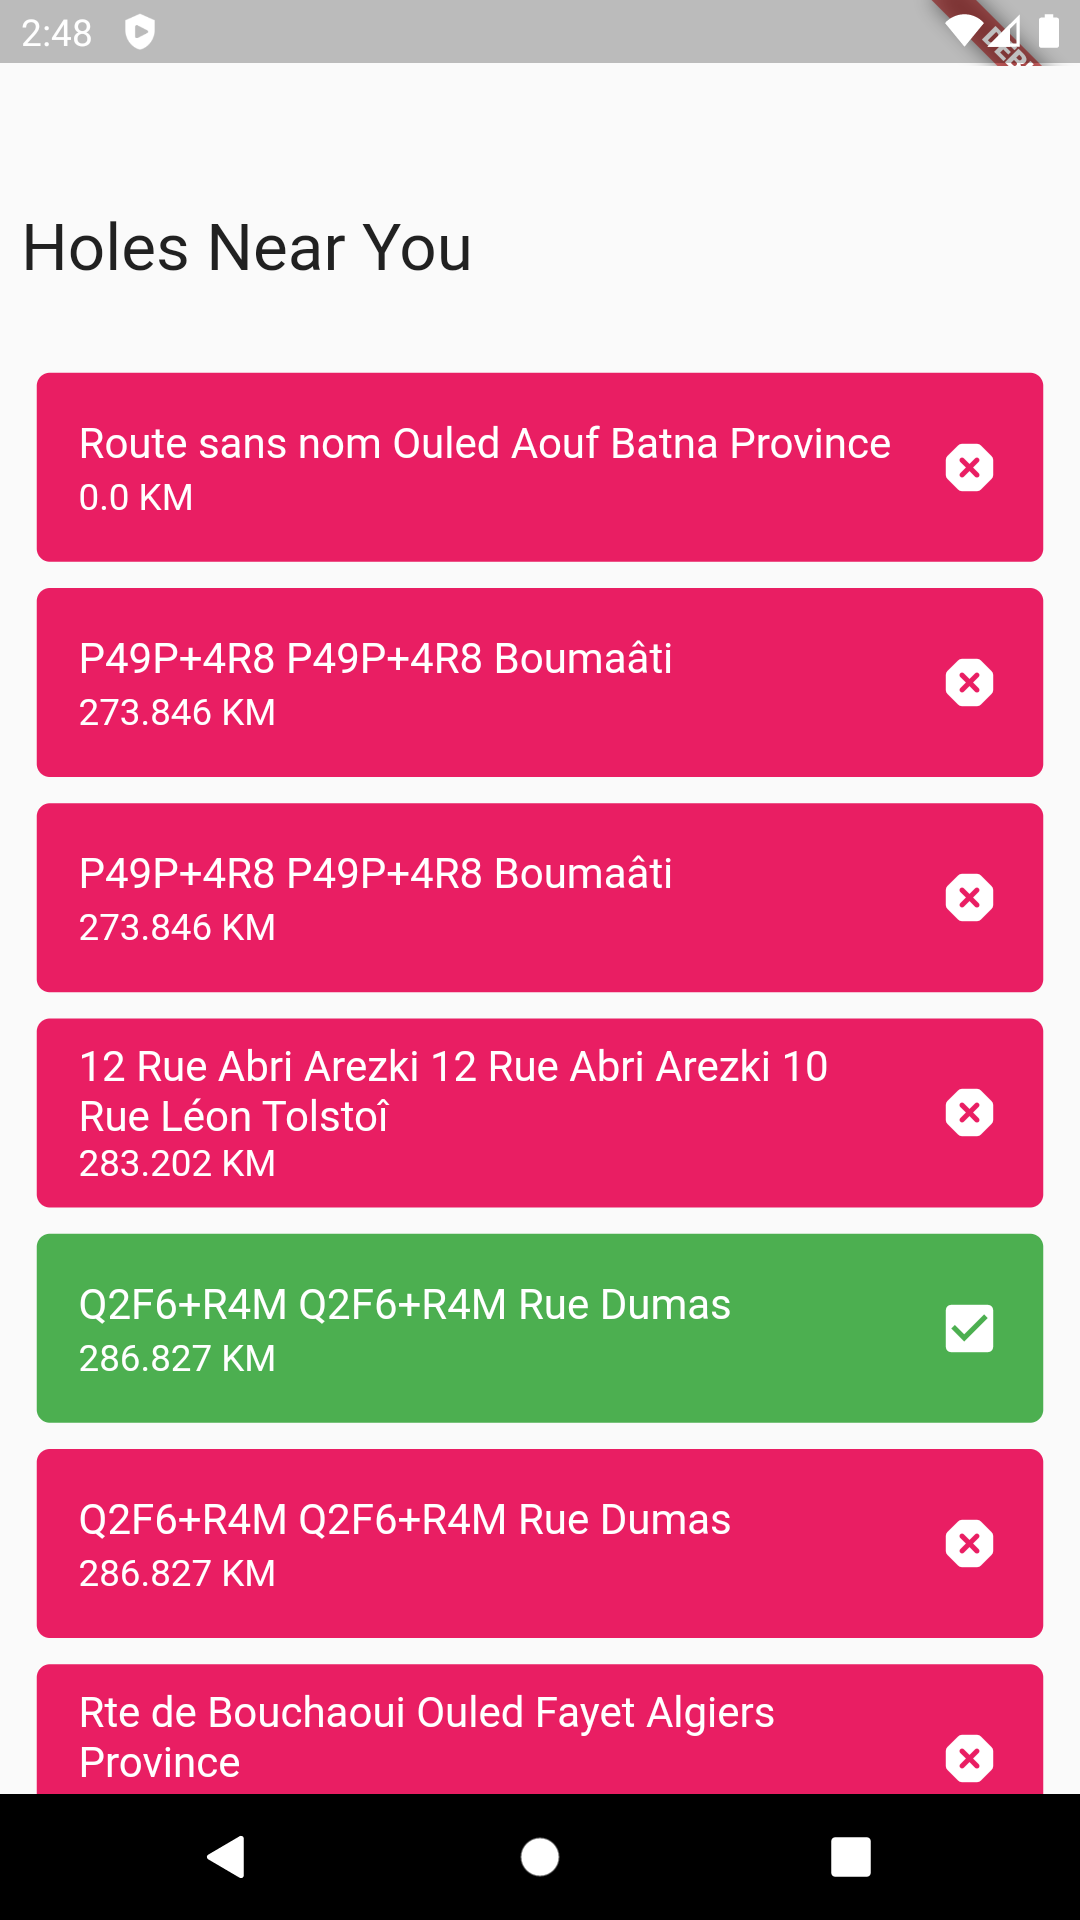 2:48
Holes Near You
Route sans nom Ouled Aouf Batna Province
0.0 KM
P49P+4R8 P49P+4R8 Boumaâti
273.846 KM
P49P+4R8 P49P+4R8 Boumaâti
273.846 KM
12 Rue Abri Arezki 12 Rue Abri Arezki 10
Rue Léon Tolstoî
283.202 KM
Q2F6+R4M Q2F6+R4M Rue Dumas
286.827 KM
Q2F6+R4M Q2F6+R4M Rue Dumas
286.827 KM
Rte de Bouchaoui Ouled Fayet Algiers
Province